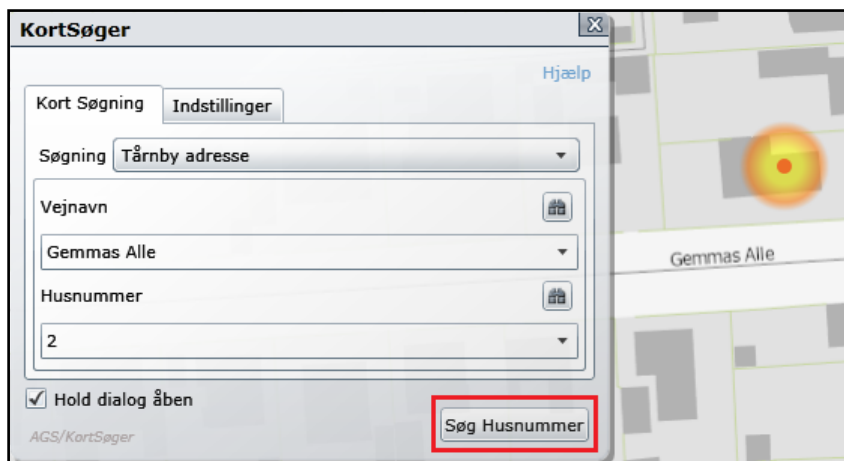 KortSøger
Hjælp
Kort Søgning
Indstillinger
Søgning Tårnby adresse
Vejnavn
Gemmas Alle
Husnummer
2
Hold dialog åben
Søg Husnummer
AGS/KortSøger
Gemmas Alle